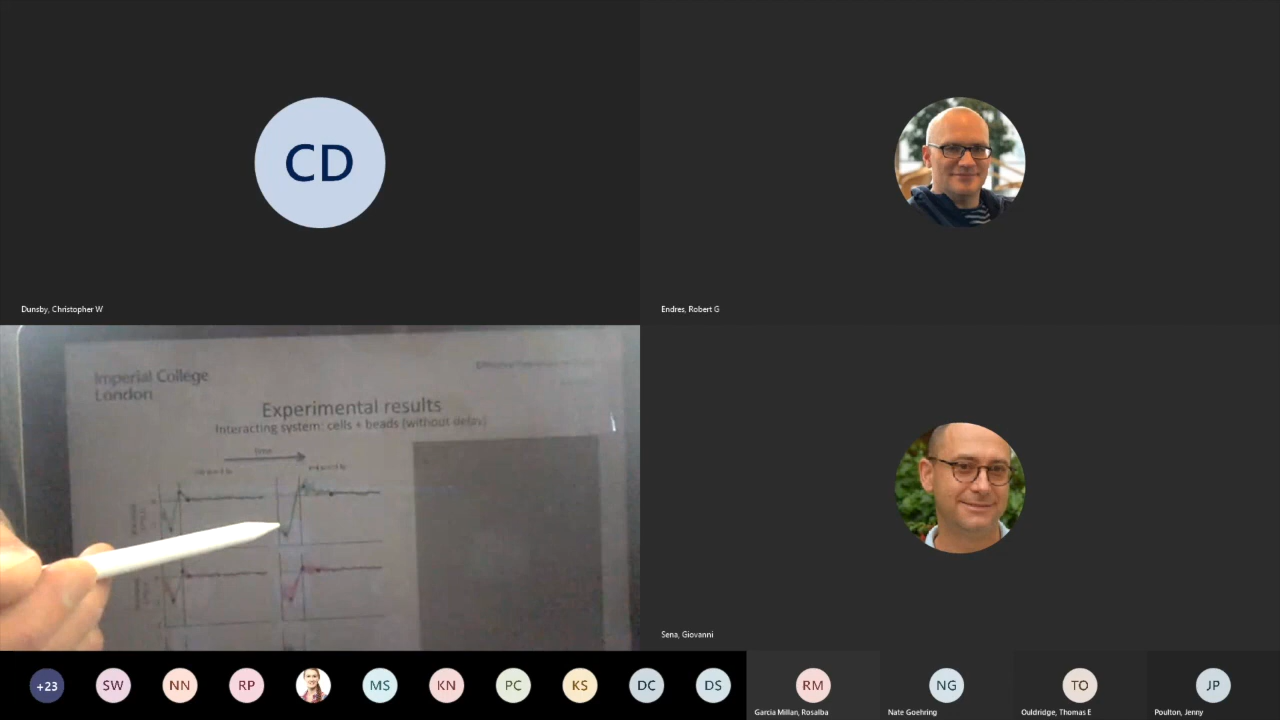 CD
Dunsby, Christopher W
Endres, Robert G
Imperial College
London
Experimental results
Interacting system: cells + beads (without delay)
time
Sena, Giovanni
+23
SW
NN
RP
MS
KN
PC
KS
DC
DS
RM
Garcia Millan, Rosalba
NG
Nate Goehring
TO
Ouldridge, Thomas E
JP
Poulton, Jenny